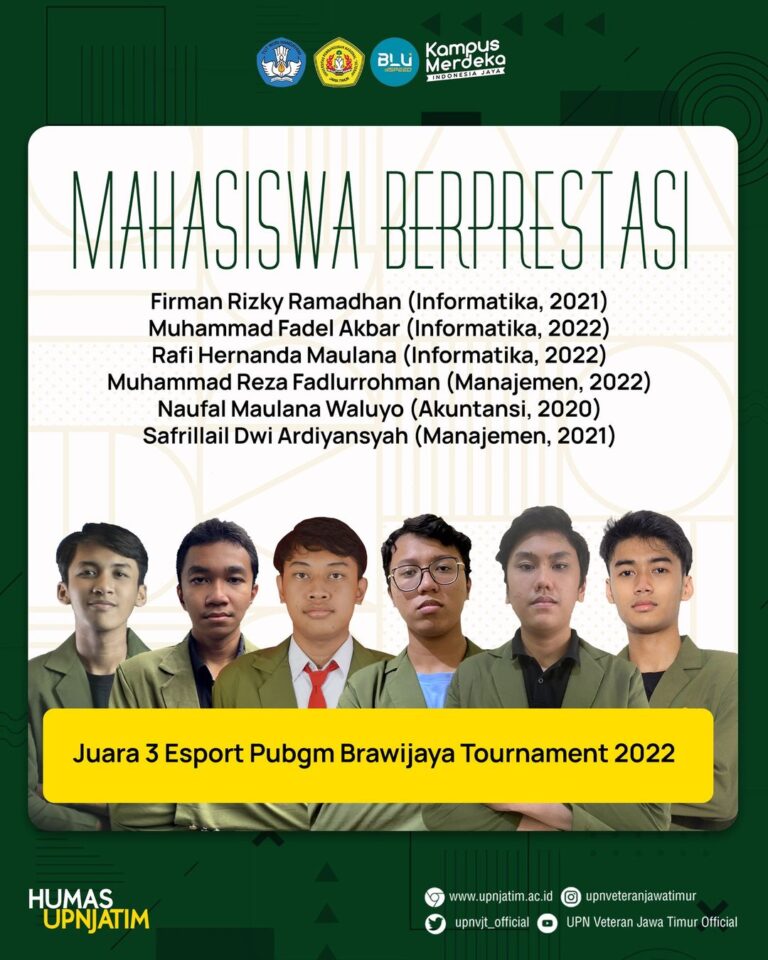 BLU
SPEED
Kampus
Merdeka
INDONESIA JAYA
MAHASISWA BERPRESTASI
Firman Rizky Ramadhan (Informatika, 2021)
Muhammad Fadel Akbar (Informatika, 2022)
Rafi Hernanda Maulana (Informatika, 2022)
Muhammad Reza Fadlurrohman (Manajemen, 2022)
Naufal Maulana Waluyo (Akuntansi, 2020)
Safrillail Dwi Ardiyansyah (Manajemen, 2021)
Juara 3 Esport Pubgm Brawijaya Tournament 2022
HUMAS
UPNJATIM
www.upnjatim.ac.id upnveteranjawatimur
upnvjt_official UPN Veteran Jawa Timur Official